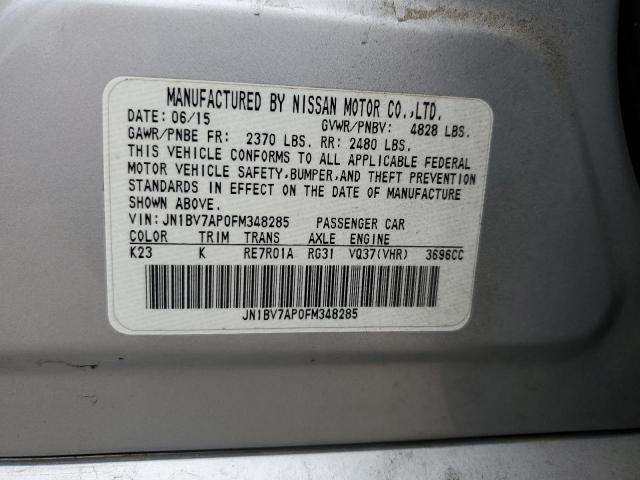 MANUFACTURED BY NISSAN MOTOR CO.,LTD.
DATE: 06/15 GVWR/PNBV: 4828 LBS.
GAWR/PNBE FR: 2370 LBS. RR: 2480 LBS.
THIS VEHICLE CONFORMS TO ALL APPLICABLE FEDERAL
MOTOR VEHICLE SAFETY, BUMPER, AND THEFT PREVENTION
STANDARDS IN EFFECT ON THE DATE OF MANUFACTURE
SHOWN ABOVE.
VIN: JN1BV7AP0FM348285 PASSENGER CAR
COLOR TRIM TRANS AXLE ENGINE
K23 K RE7R01A RG31 VQ37(VHR) 3696CC
JN1BV7AP0FM348285